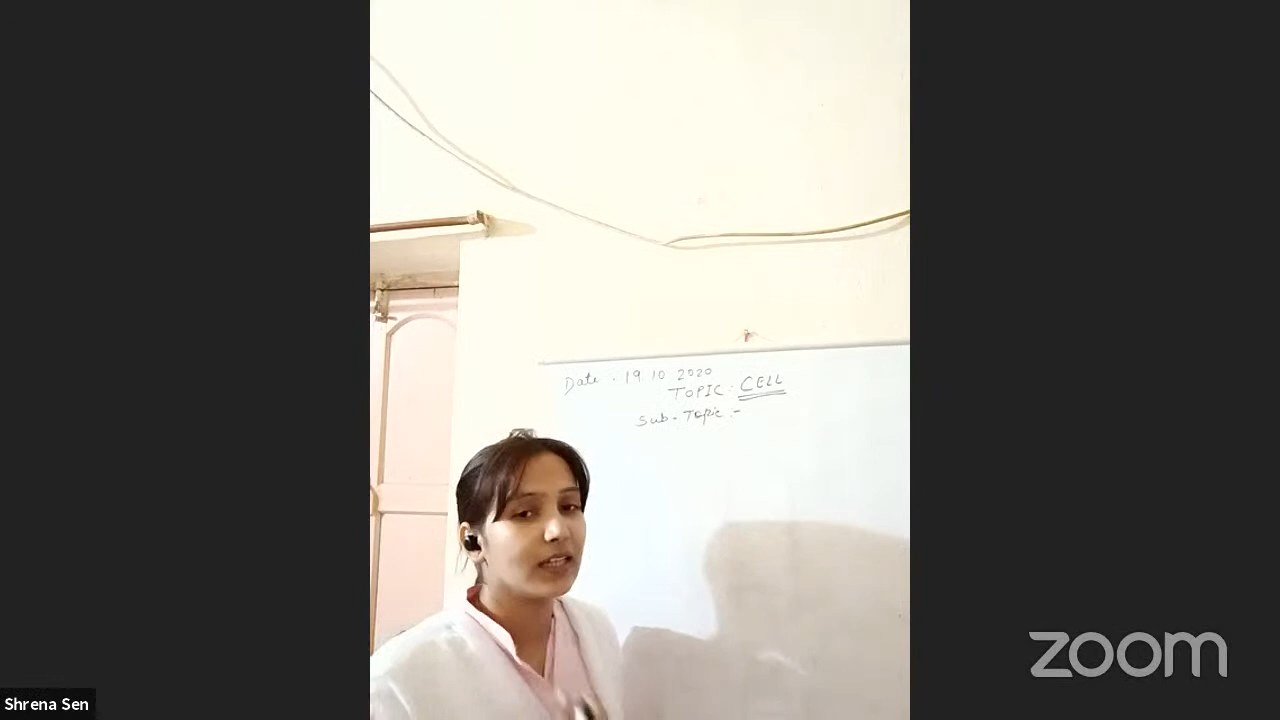 Date : 19.10 2020
TOPIC : CELL
Sub-Topic :-
zoom
Shrena Sen